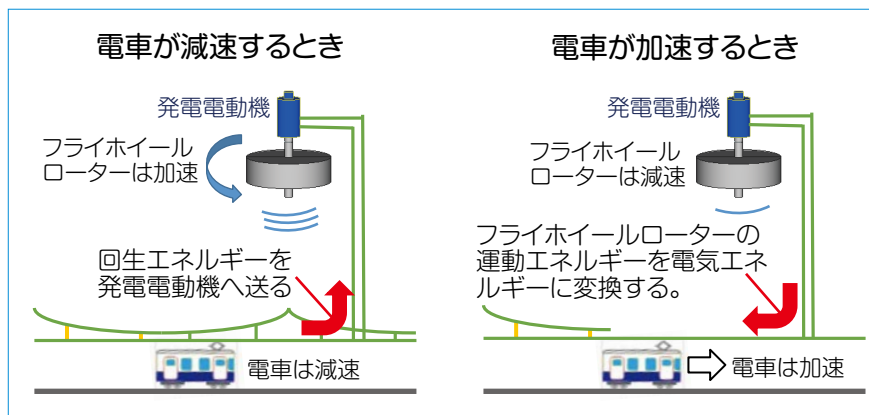 電車が減速するとき
発電電動機
フライホイール
ローターは加速
回生エネルギーを
発電電動機へ送る
電車は減速
電車が加速するとき
発電電動機
フライホイール
ローターは減速
フライホイールローターの
運動エネルギーを電気エネ
ルギーに変換する。
電車は加速